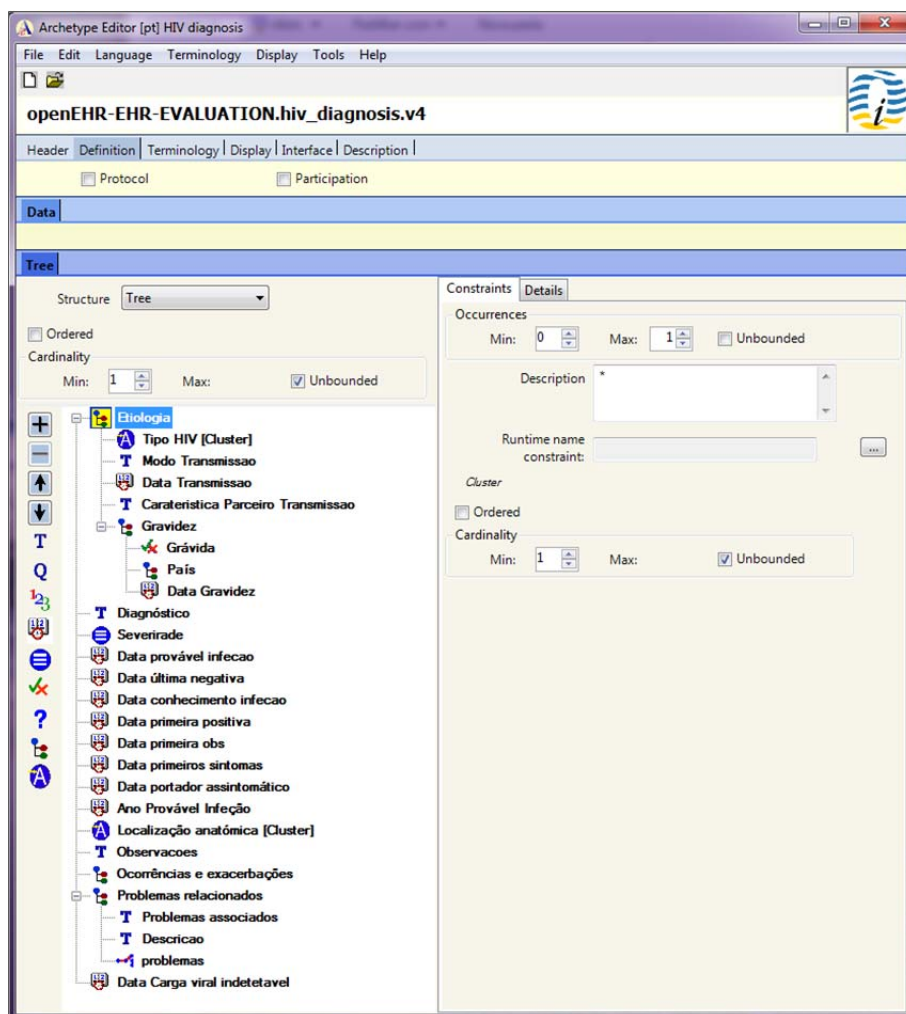 Archetype Editor [pt] HIV diagnosis
File Edit Language Terminology Display Tools Help
openEHR-EHR-EVALUATION.hiv_diagnosis.v4
Header Definition Terminology Display Interface Description
Protocol Participation
Data
Tree
Structure Tree
Ordered
Cardinality
Min: 1 Max: Unbounded
Etiologia
Tipo HIV [Cluster]
T Modo Transmissao
Data Transmissao
T Carateristica Parceiro Transmissao
Gravidez
Grávida
País
Data Gravidez
T Diagnóstico
Severirade
Data provável infecao
Data última negativa
Data conhecimento infecao
Data primeira positiva
Data primeira obs
Data primeiros sintomas
Data portador assintomático
Ano Provável Infeção
Localização anatómica [Cluster]
T Observacoes
Ocorrências e exacerbações
Problemas relacionados
T Problemas associados
T Descricao
problemas
Data Carga viral indetetavel
T
Q
123
?
A
Constraints Details
Occurrences
Min: 0 Max: 1 Unbounded
Description *
Runtime name
constraint: ...
Cluster
Ordered
Cardinality
Min: 1 Max: Unbounded